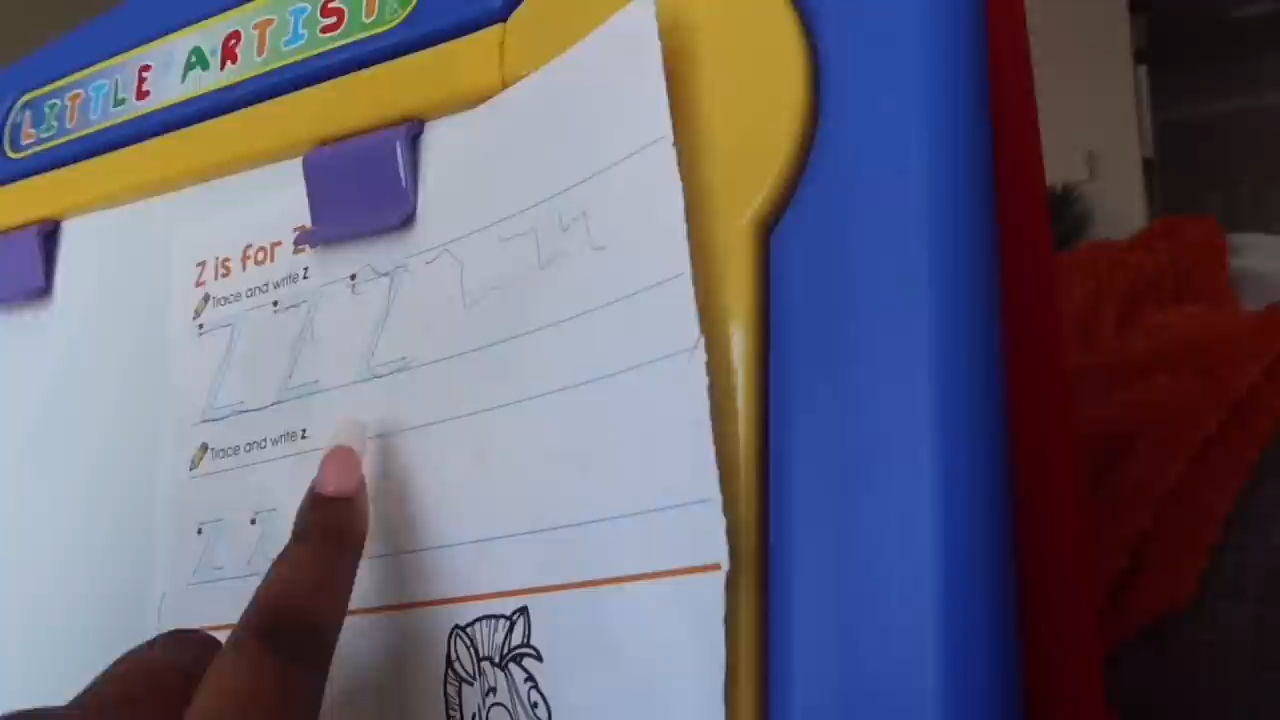 LITTLE ARTIST
Z is for
Trace and write z
Z Z Z Z Z Z
Trace and write z
z z